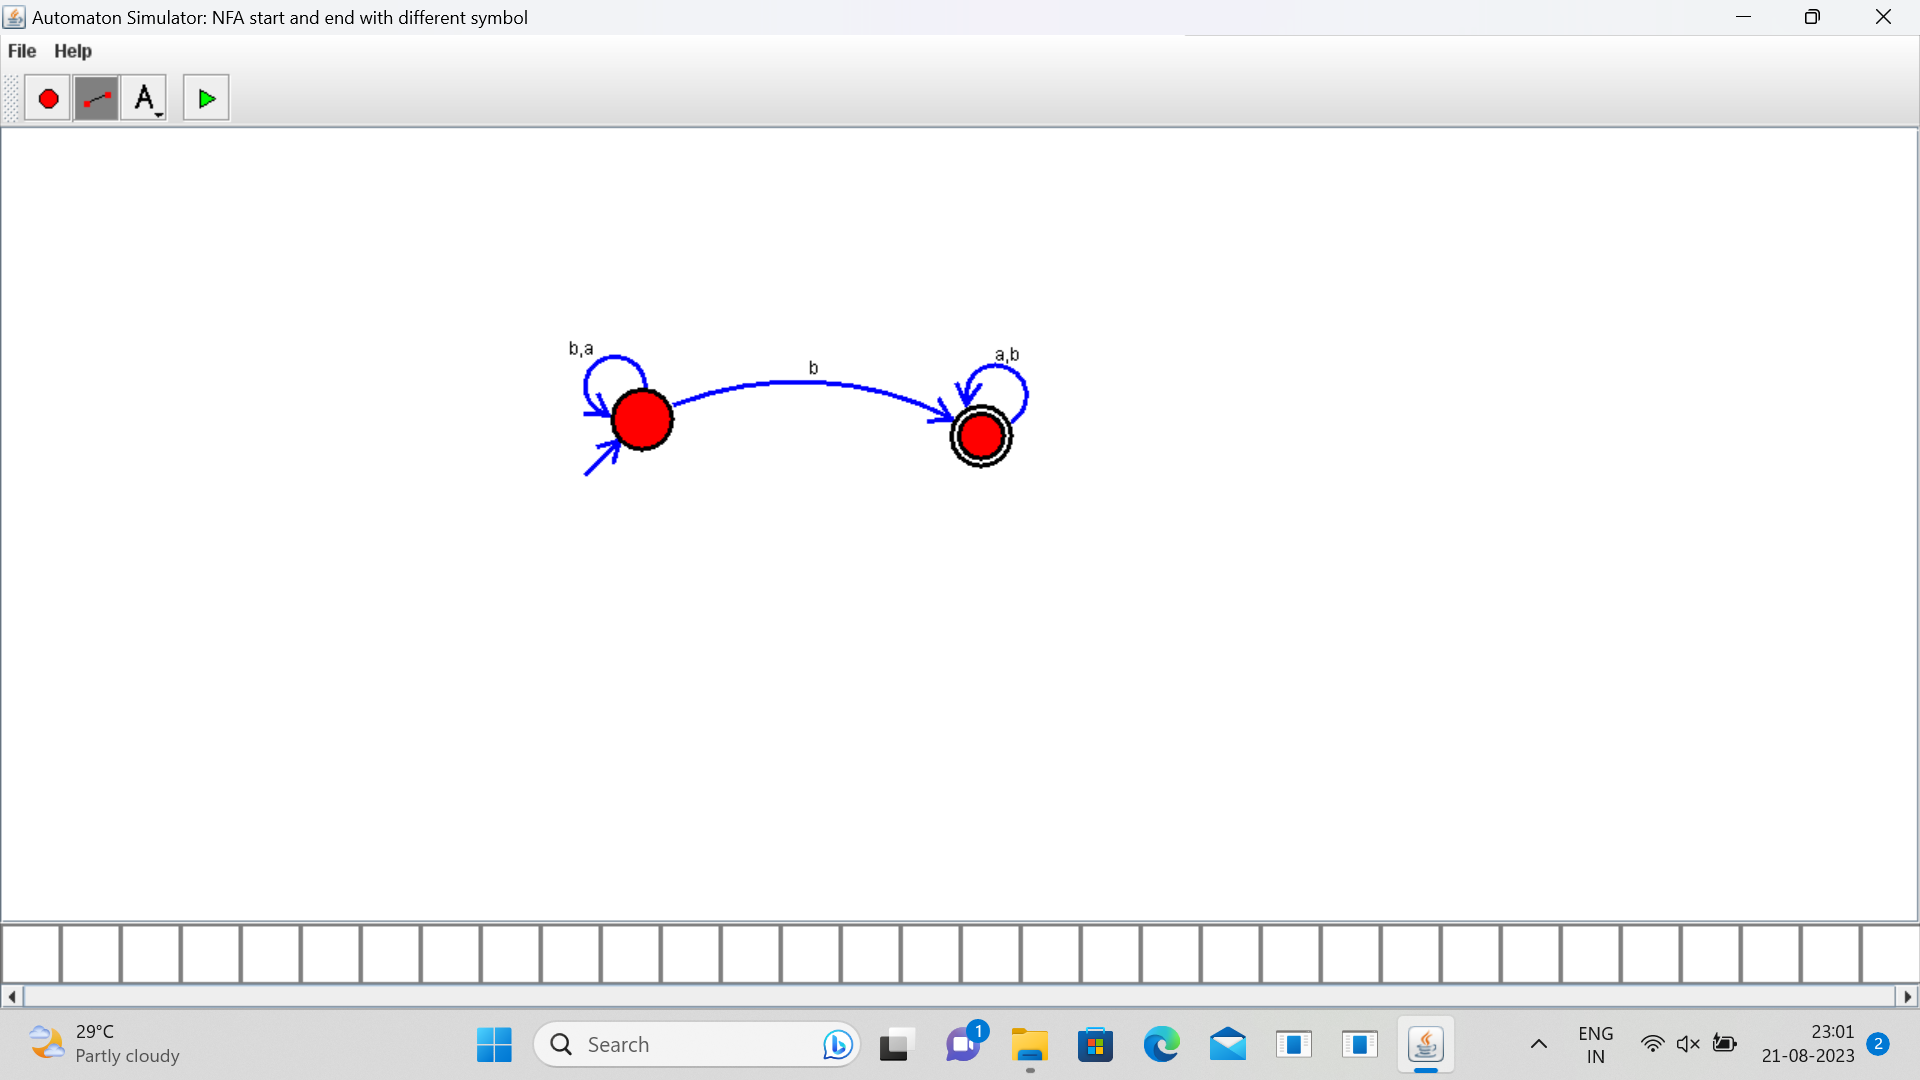 Automaton Simulator: NFA start and end with different symbol
File Help
A
b,a
b
a,b
29°C
Partly cloudy
Search
1
ENG
IN
23:01
21-08-2023
2